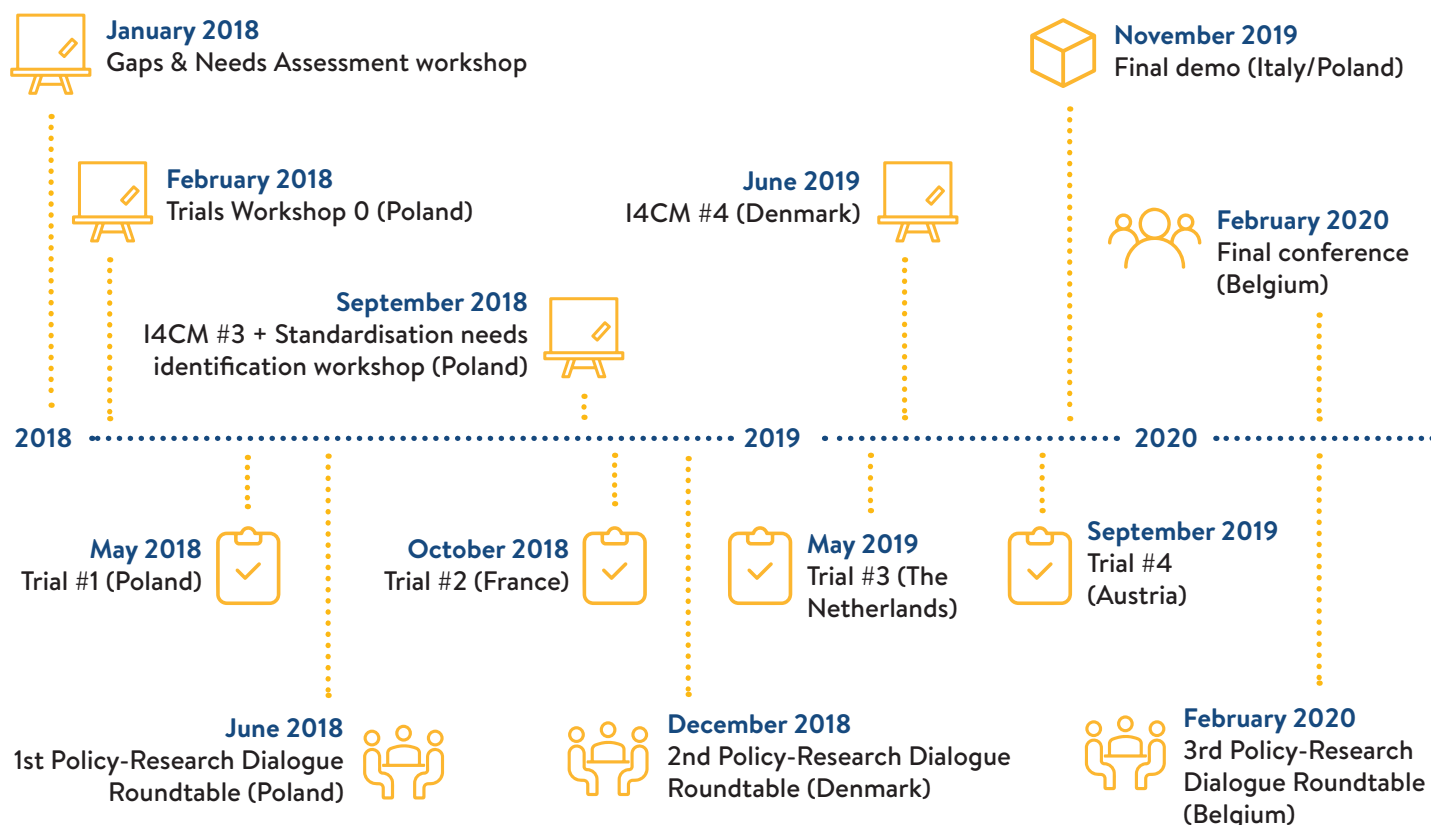 January 2018
Gaps & Needs Assessment workshop
November 2019
Final demo (Italy/Poland)
February 2018
Trials Workshop 0 (Poland)
June 2019
I4CM #4 (Denmark)
February 2020
Final conference
(Belgium)
September 2018
I4CM #3 + Standardisation needs
identification workshop (Poland)
2018
2019
2020
May 2018
Trial #1 (Poland)
October 2018
Trial #2 (France)
May 2019
Trial #3 (The
Netherlands)
September 2019
Trial #4
(Austria)
June 2018
1st Policy-Research Dialogue
Roundtable (Poland)
December 2018
2nd Policy-Research Dialogue
Roundtable (Denmark)
February 2020
3rd Policy-Research
Dialogue Roundtable
(Belgium)